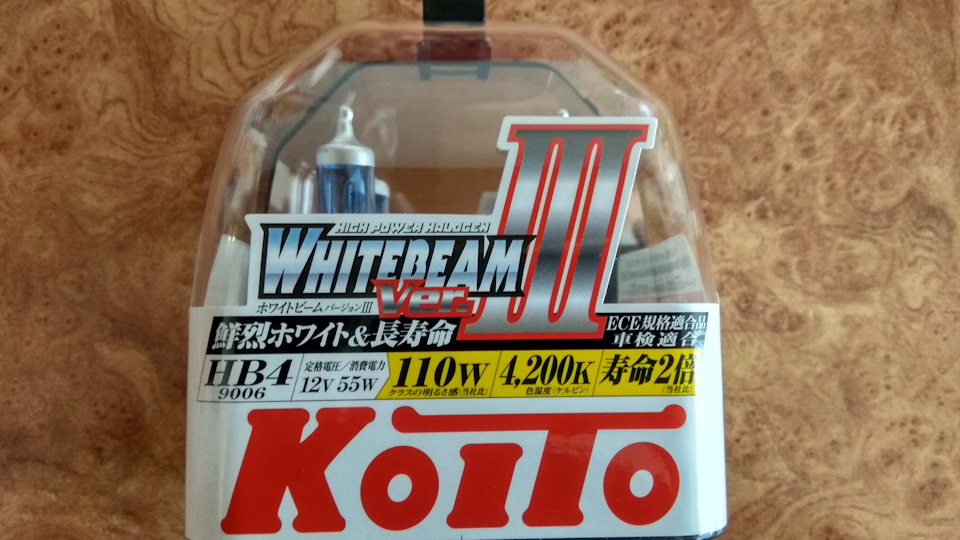 HIGH POWER HALOGEN
WHITEBEAM
III
Ver.
ホワイトビーム バージョンIII
鮮烈ホワイト&長寿命
ECE規格適合品
車検適合
HB4
9006
定格電圧/消費電力
12V 55W
110W
クラスの明るさ感(当社比)
4,200K
色温度(ケルビン)
寿命2倍
(当社比)
KOITO